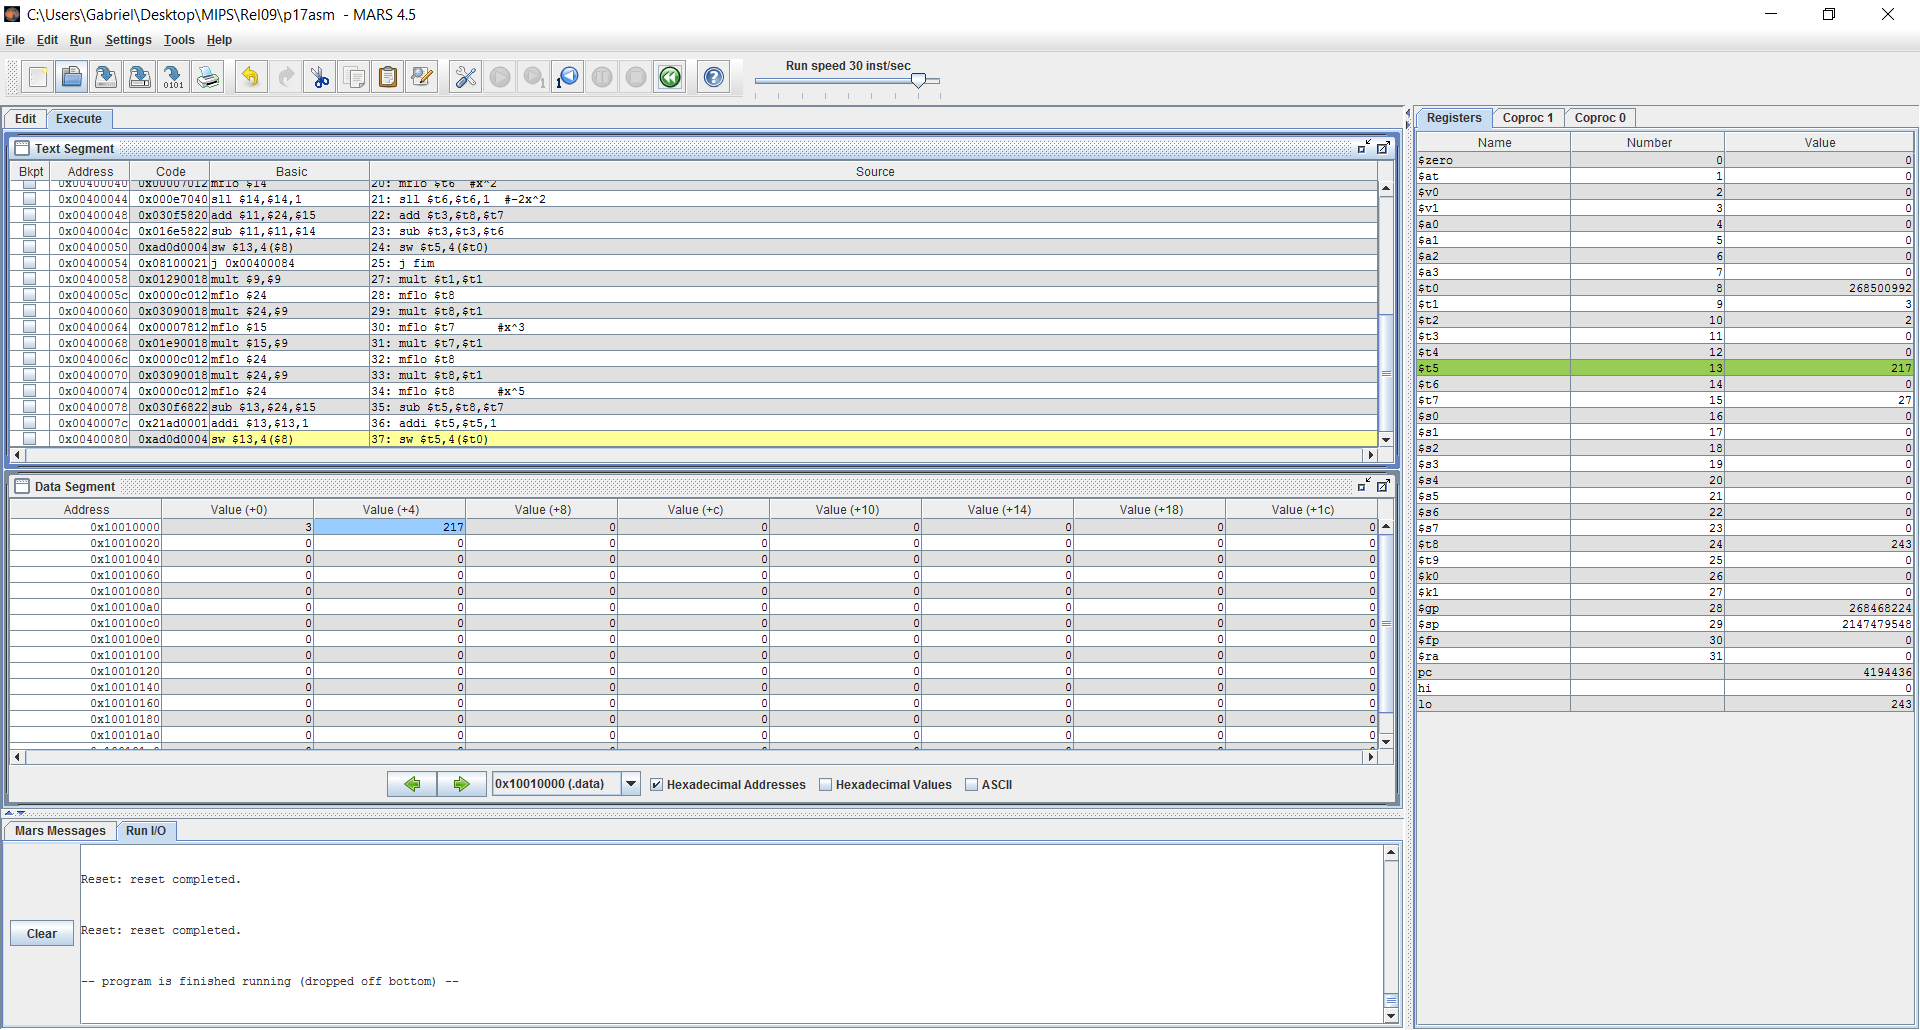 C:\Users\Gabriel\Desktop\MIPS\Rel09\p17asm - MARS 4.5
File Edit Run Settings Tools Help
Run speed 30 inst/sec
Edit Execute
Text Segment
Bkpt Address Code Basic Source
0x00400040 0x00007012 mflo $14 20: mflo $t6 #x^2
0x00400044 0x000e7040 sll $14,$14,1 21: sll $t6,$t6,1 #-2x^2
0x00400048 0x030f5820 add $11,$24,$15 22: add $t3,$t8,$t7
0x0040004c 0x016e5822 sub $11,$11,$14 23: sub $t3,$t3,$t6
0x00400050 0xad0d0004 sw $13,4($8) 24: sw $t5,4($t0)
0x00400054 0x08100021 j 0x00400084 25: j fim
0x00400058 0x01290018 mult $9,$9 27: mult $t1,$t1
0x0040005c 0x0000c012 mflo $24 28: mflo $t8
0x00400060 0x03090018 mult $24,$9 29: mult $t8,$t1
0x00400064 0x00007812 mflo $15 30: mflo $t7 #x^3
0x00400068 0x01e90018 mult $15,$9 31: mult $t7,$t1
0x0040006c 0x0000c012 mflo $24 32: mflo $t8
0x00400070 0x03090018 mult $24,$9 33: mult $t8,$t1
0x00400074 0x0000c012 mflo $24 34: mflo $t8 #x^5
0x00400078 0x030f6822 sub $13,$24,$15 35: sub $t5,$t8,$t7
0x0040007c 0x21ad0001 addi $13,$13,1 36: addi $t5,$t5,1
0x00400080 0xad0d0004 sw $13,4($8) 37: sw $t5,4($t0)
Data Segment
Address Value (+0) Value (+4) Value (+8) Value (+c) Value (+10) Value (+14) Value (+18) Value (+1c)
0x10010000 3 217 0 0 0 0 0 0
0x10010020 0 0 0 0 0 0 0 0
0x10010040 0 0 0 0 0 0 0 0
0x10010060 0 0 0 0 0 0 0 0
0x10010080 0 0 0 0 0 0 0 0
0x100100a0 0 0 0 0 0 0 0 0
0x100100c0 0 0 0 0 0 0 0 0
0x100100e0 0 0 0 0 0 0 0 0
0x10010100 0 0 0 0 0 0 0 0
0x10010120 0 0 0 0 0 0 0 0
0x10010140 0 0 0 0 0 0 0 0
0x10010160 0 0 0 0 0 0 0 0
0x10010180 0 0 0 0 0 0 0 0
0x100101a0 0 0 0 0 0 0 0 0
0x10010000 (.data) Hexadecimal Addresses Hexadecimal Values ASCII
Mars Messages Run I/O
Reset: reset completed.
Reset: reset completed.
-- program is finished running (dropped off bottom) --
Clear
Registers Coproc 1 Coproc 0
Name Number Value
$zero 0 0
$at 1 0
$v0 2 0
$v1 3 0
$a0 4 0
$a1 5 0
$a2 6 0
$a3 7 0
$t0 8 268500992
$t1 9 3
$t2 10 2
$t3 11 0
$t4 12 0
$t5 13 217
$t6 14 0
$t7 15 27
$s0 16 0
$s1 17 0
$s2 18 0
$s3 19 0
$s4 20 0
$s5 21 0
$s6 22 0
$s7 23 0
$t8 24 243
$t9 25 0
$k0 26 0
$k1 27 0
$gp 28 268468224
$sp 29 2147479548
$fp 30 0
$ra 31 0
pc 4194436
hi 0
lo 243